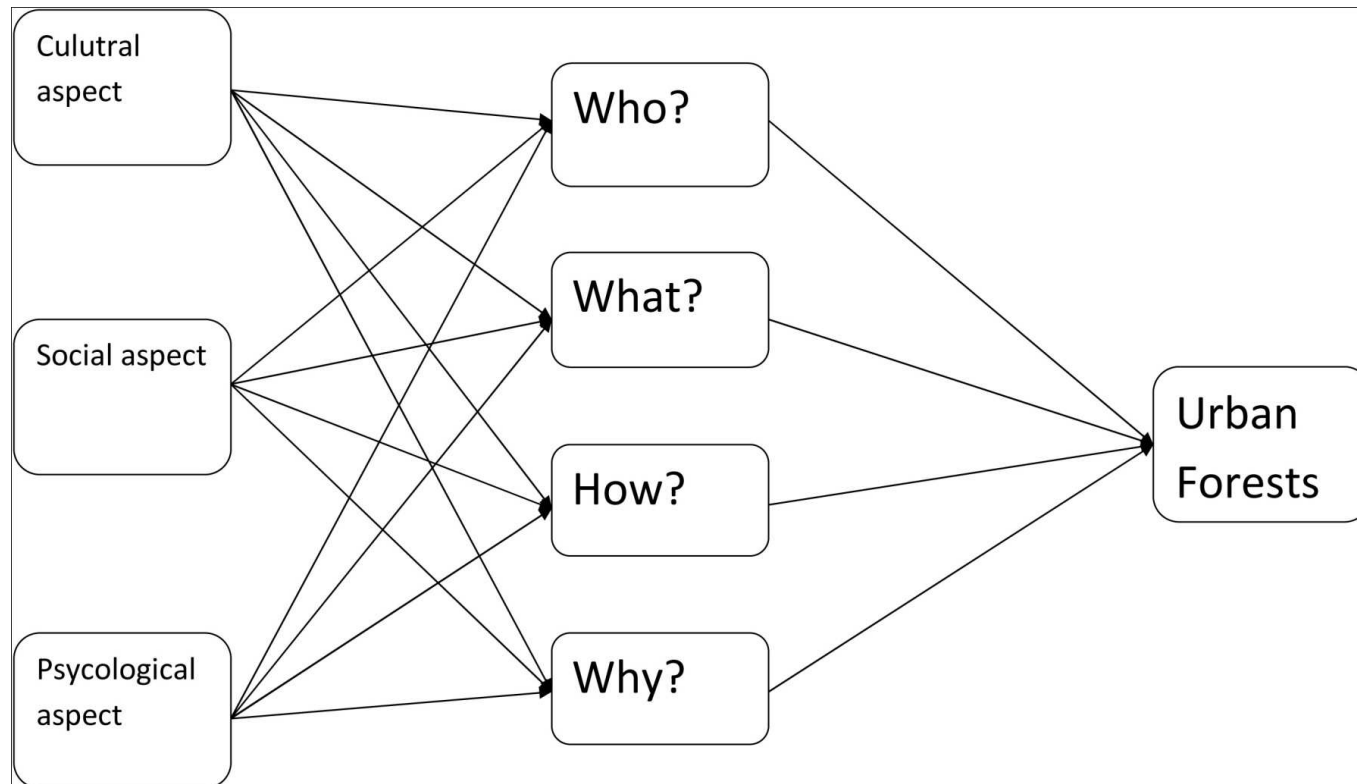 Culutral
aspect
Social aspect
Psycological
aspect
Who?
What?
How?
Why?
Urban
Forests